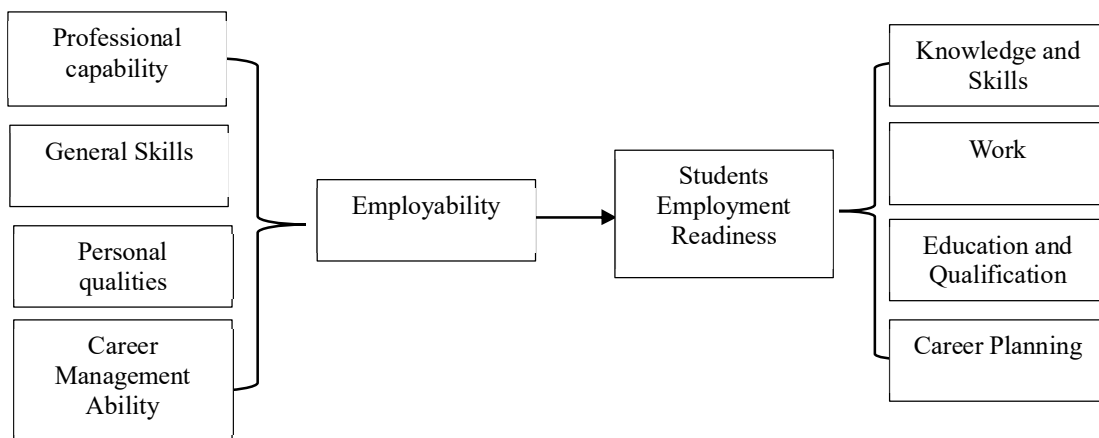 Professional
capability
General Skills
Personal
qualities
Career
Management
Ability
Employability
Students
Employment
Readiness
Knowledge and
Skills
Work
Education and
Qualification
Career Planning